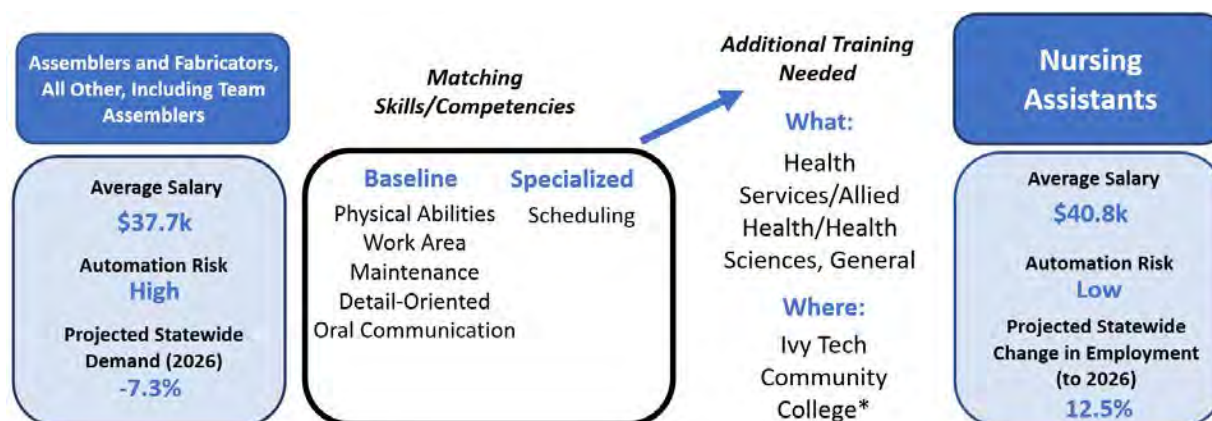 Assemblers and Fabricators,
All Other, Including Team
Assemblers
Average Salary
$37.7k
Automation Risk
High
Projected Statewide
Demand (2026)
-7.3%
Matching
Skills/Competencies
Baseline
Physical Abilities
Work Area
Maintenance
Detail-Oriented
Oral Communication
Specialized
Scheduling
Additional Training
Needed
What:
Health
Services/Allied
Health/Health
Sciences, General
Where:
Ivy Tech
Community
College*
Nursing
Assistants
Average Salary
$40.8k
Automation Risk
Low
Projected Statewide
Change in Employment
(to 2026)
12.5%